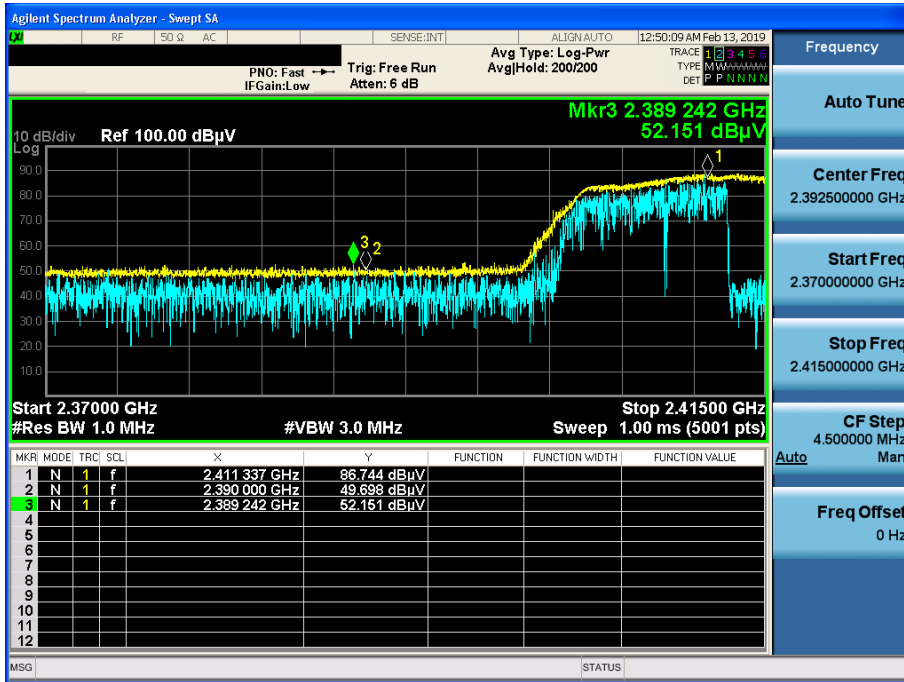 Agilent Spectrum Analyzer - Swept SA
LXI RF 50 Ω AC SENSE:INT ALIGN AUTO 12:50:09 AM Feb 13, 2019
PNO: Fast
IFGain:Low
Trig: Free Run
Atten: 6 dB
Avg Type: Log-Pwr
Avg|Hold: 200/200
TRACE 1 2 3 4 5 6
TYPE M W
DET P P N N N N
Mkr3 2.389 242 GHz
52.151 dBµV
10 dB/div Ref 100.00 dBµV
Log
90.0
80.0
70.0
60.0
50.0
40.0
30.0
20.0
10.0
1
3 2
Start 2.37000 GHz Stop 2.41500 GHz
#Res BW 1.0 MHz #VBW 3.0 MHz Sweep 1.00 ms (5001 pts)
MKR MODE TRC SCL X Y FUNCTION FUNCTION WIDTH FUNCTION VALUE
1 N 1 f 2.411 337 GHz 86.744 dBµV
2 N 1 f 2.390 000 GHz 49.698 dBµV
3 N 1 f 2.389 242 GHz 52.151 dBµV
4
5
6
7
8
9
10
11
12
MSG STATUS
Frequency
Auto Tune
Center Freq
2.392500000 GHz
Start Freq
2.370000000 GHz
Stop Freq
2.415000000 GHz
CF Step
4.500000 MHz
Auto Man
Freq Offset
0 Hz